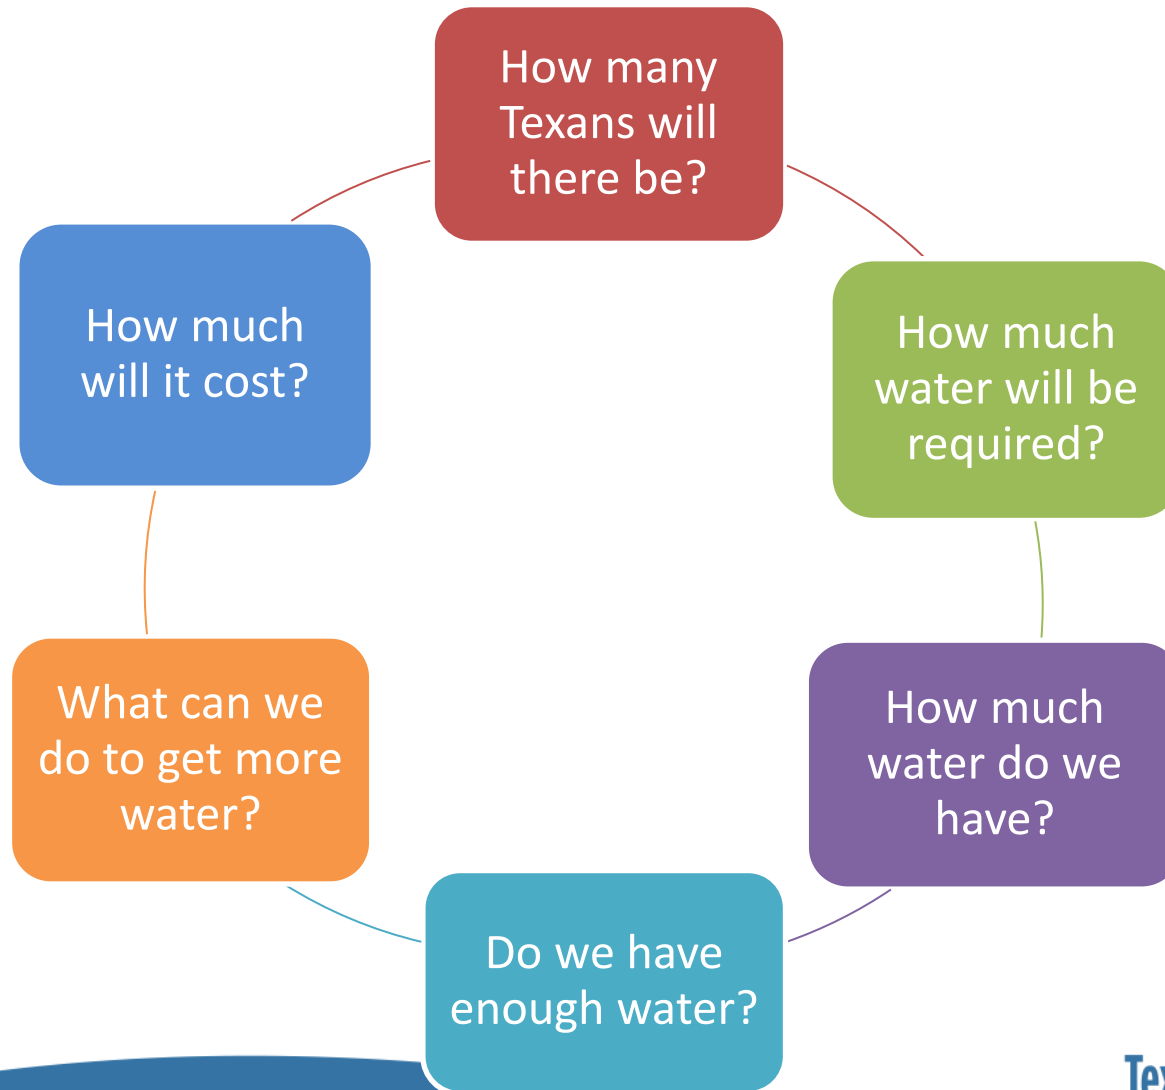 How many
Texans will
there be?
How much
water will be
required?
How much
water do we
have?
Do we have
enough water?
What can we
do to get more
water?
How much
will it cost?